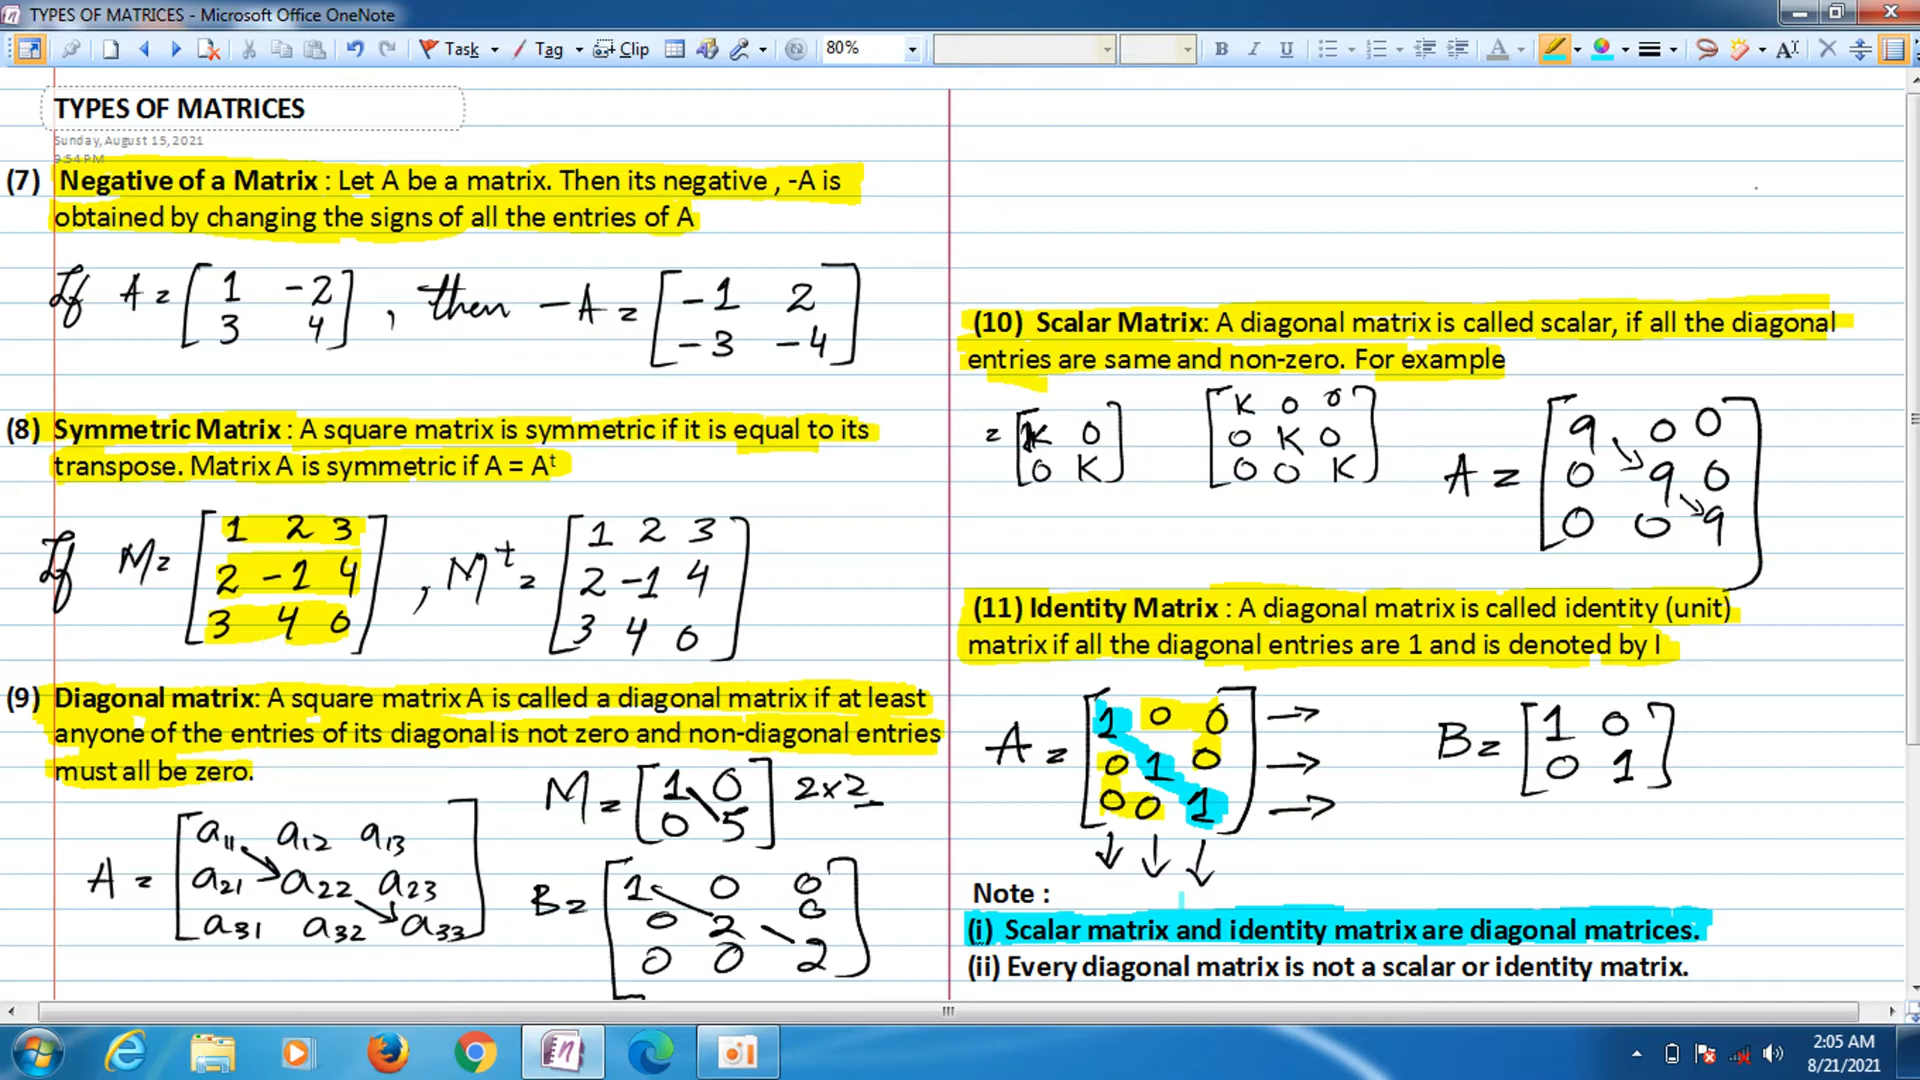 TYPES OF MATRICES - Microsoft Office OneNote
Task Tag Clip 80% B I U A
TYPES OF MATRICES
Sunday, August 15, 2021
9:54 PM
(7) Negative of a Matrix : Let A be a matrix. Then its negative , -A is
obtained by changing the signs of all the entries of A
If A = [ 1 -2 , then -A = [ -1 2
3 4 ] -3 -4 ]
(8) Symmetric Matrix : A square matrix is symmetric if it is equal to its
transpose. Matrix A is symmetric if A = Aᵗ
1 2 3 1 2 3
If M = 2 -1 4 , Mᵗ = 2 -1 4
3 4 0 3 4 0
(9) Diagonal matrix: A square matrix A is called a diagonal matrix if at least
anyone of the entries of its diagonal is not zero and non-diagonal entries
must all be zero.
M = [ 1 0 2×2
0 5 ]
a11 a12 a13
A = a21 a22 a23
a31 a32 a33
1 0 0
B = 0 2 0
0 0 2
(10) Scalar Matrix: A diagonal matrix is called scalar, if all the diagonal
entries are same and non-zero. For example
= [ K 0
0 K ]
K 0 0
0 K 0
0 0 K
9 0 0
A = 0 9 0
0 0 9
(11) Identity Matrix : A diagonal matrix is called identity (unit)
matrix if all the diagonal entries are 1 and is denoted by I
1 0 0 →
A = 0 1 0 →
0 0 1 →
↓ ↓ ↓
B = [ 1 0
0 1 ]
Note :
(i) Scalar matrix and identity matrix are diagonal matrices.
(ii) Every diagonal matrix is not a scalar or identity matrix.
2:05 AM
8/21/2021